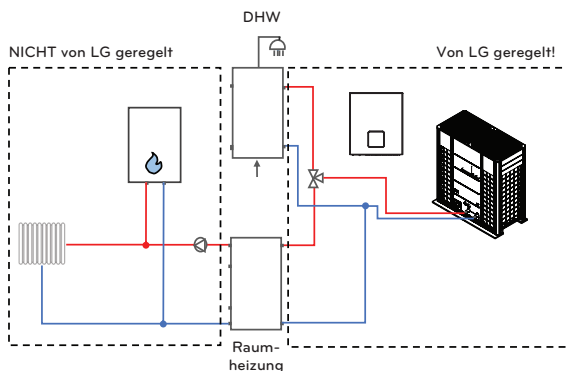 DHW
NICHT von LG geregelt
Von LG geregelt!
Raum-
heizung